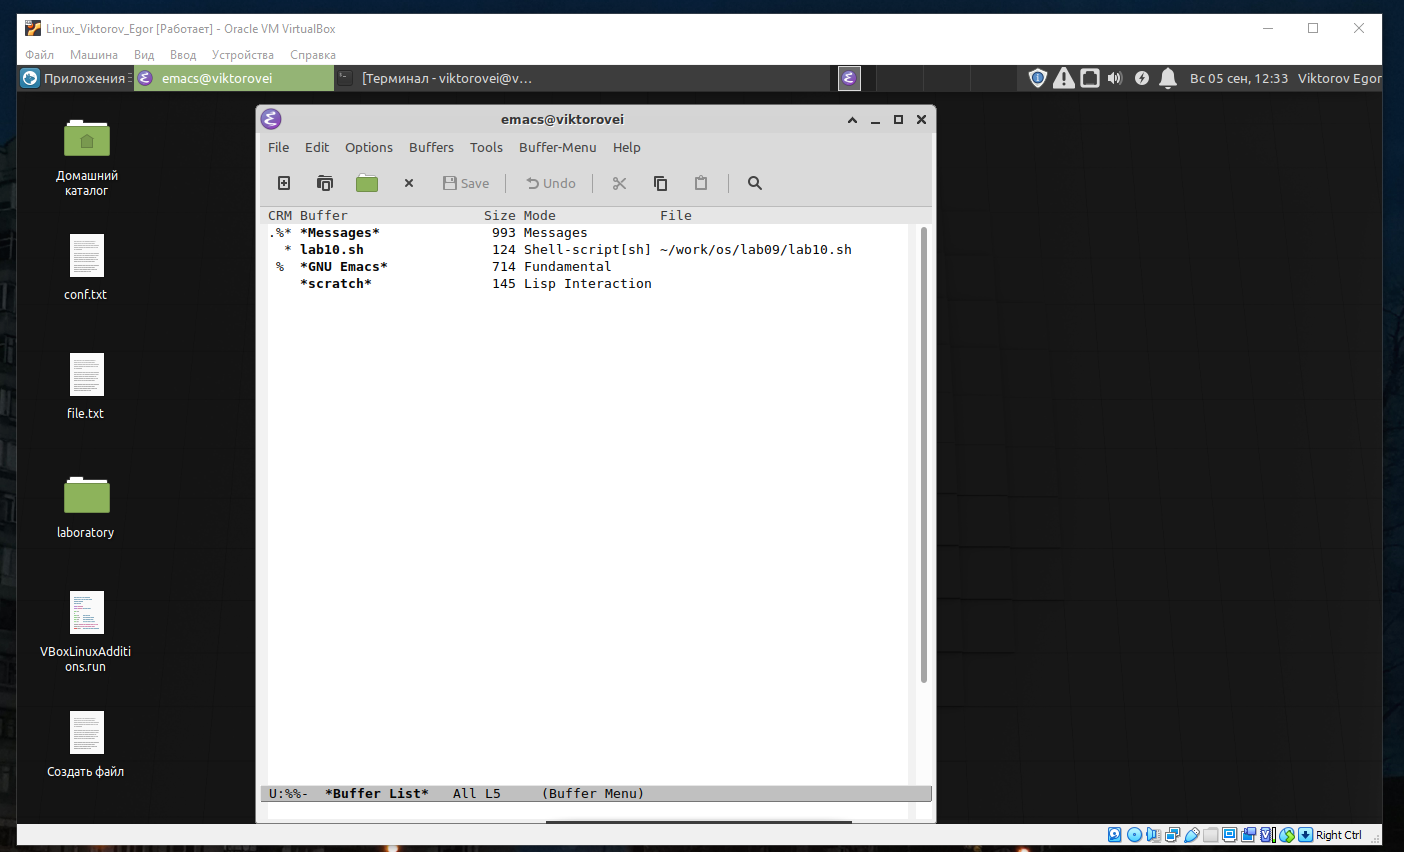 Linux_Viktorov_Egor [Работает] - Oracle VM VirtualBox
Файл Машина Вид Ввод Устройства Справка
Приложения emacs@viktorovei [Терминал - viktorovei@v... Вс 05 сен, 12:33 Viktorov Egor
emacs@viktorovei
File Edit Options Buffers Tools Buffer-Menu Help
Save Undo
CRM Buffer Size Mode File
.%* *Messages* 993 Messages
* lab10.sh 124 Shell-script[sh] ~/work/os/lab09/lab10.sh
% *GNU Emacs* 714 Fundamental
*scratch* 145 Lisp Interaction
U:%%- *Buffer List* All L5 (Buffer Menu)
Домашний
каталог
conf.txt
file.txt
laboratory
VBoxLinuxAdditi
ons.run
Создать файл
Right Ctrl